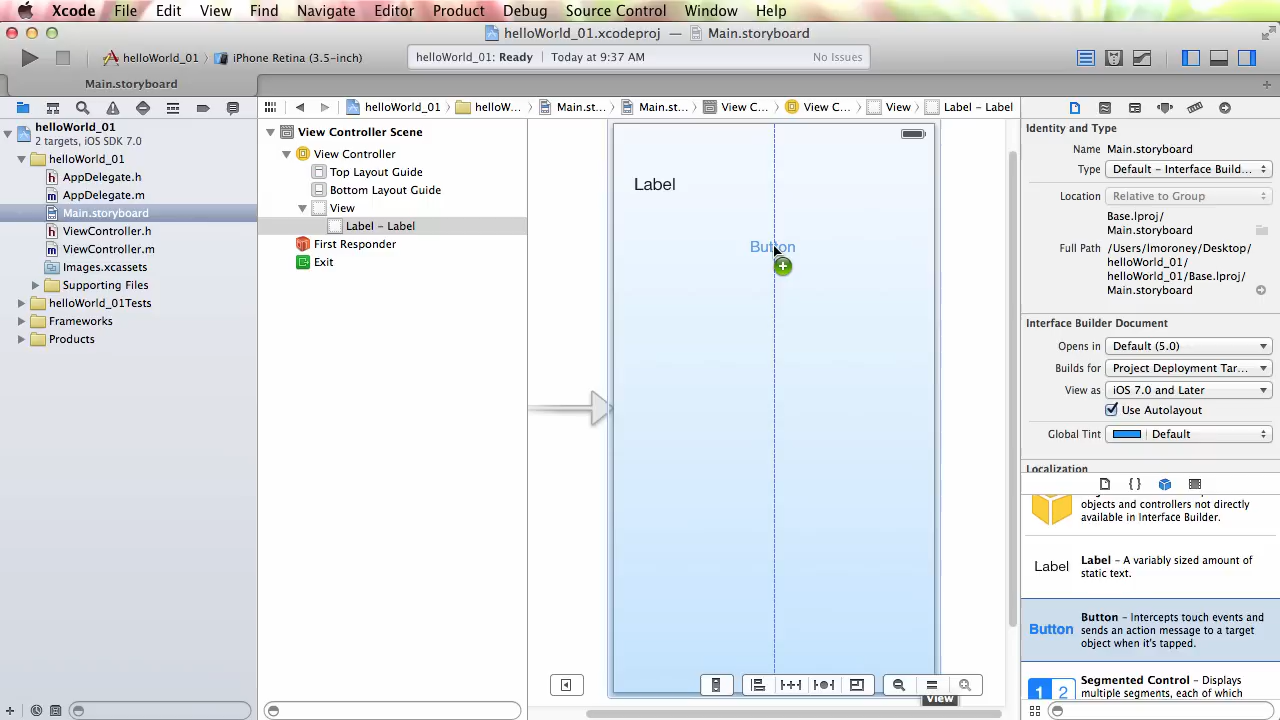 Xcode File Edit View Find Navigate Editor Product Debug Source Control Window Help
helloWorld_01.xcodeproj — Main.storyboard
helloWorld_01 iPhone Retina (3.5-inch)
helloWorld_01: Ready Today at 9:37 AM No Issues
Main.storyboard
helloWorld_01 helloW... Main.st... Main.st... View C... View C... View Label – Label
helloWorld_01
2 targets, iOS SDK 7.0
helloWorld_01
AppDelegate.h
AppDelegate.m
Main.storyboard
ViewController.h
ViewController.m
Images.xcassets
Supporting Files
helloWorld_01Tests
Frameworks
Products
View Controller Scene
View Controller
Top Layout Guide
Bottom Layout Guide
View
Label – Label
First Responder
Exit
Label
Button
View
Identity and Type
Name Main.storyboard
Type Default – Interface Build...
Location Relative to Group
Base.lproj/
Main.storyboard
Full Path /Users/lmoroney/Desktop/
helloWorld_01/
helloWorld_01/Base.lproj/
Main.storyboard
Interface Builder Document
Opens in Default (5.0)
Builds for Project Deployment Tar...
View as iOS 7.0 and Later
Use Autolayout
Global Tint Default
Localization
objects and controllers not directly
available in Interface Builder.
Label Label – A variably sized amount of
static text.
Button Button – Intercepts touch events and
sends an action message to a target
object when it's tapped.
1 2 Segmented Control – Displays
multiple segments, each of which